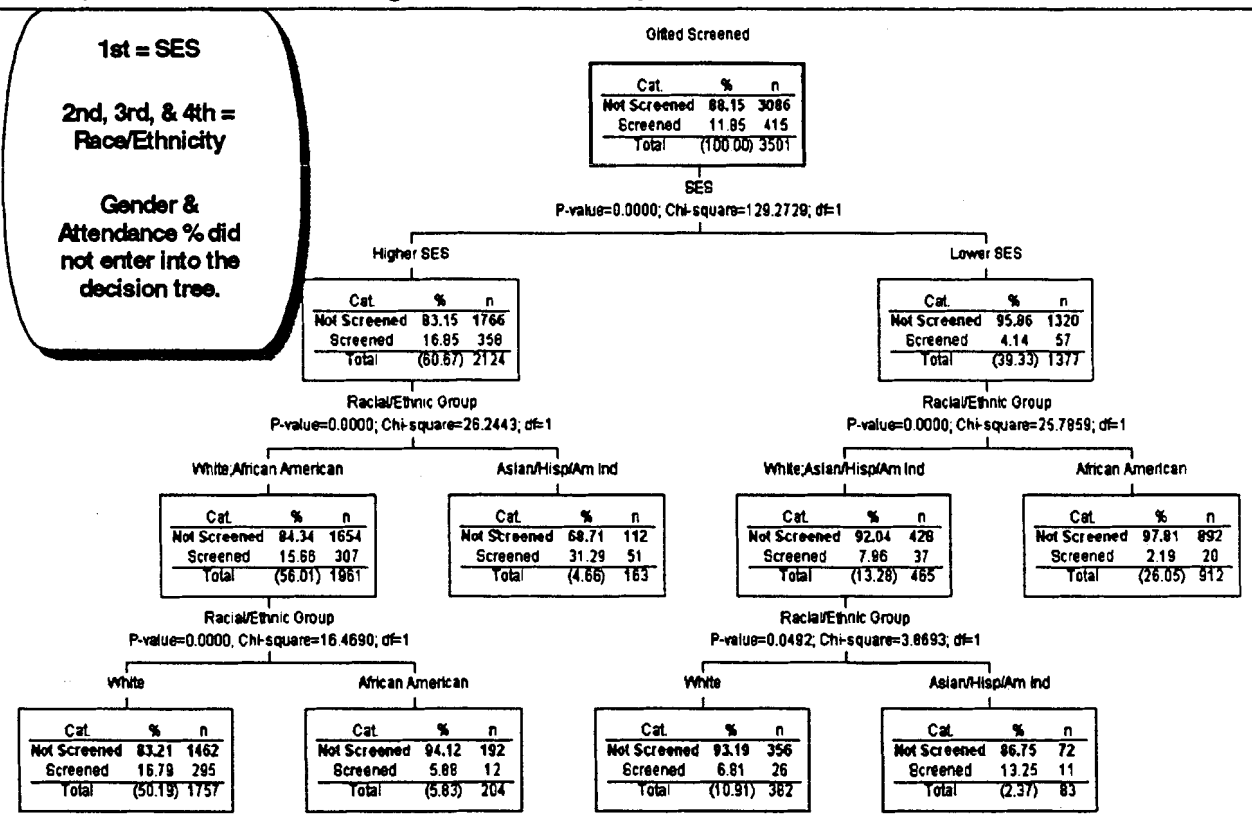 1st = SES
2nd, 3rd, & 4th =
Race/Ethnicity
Gender &
Attendance % did
not enter into the
decision tree.
Gifted Screened
Cat. % n
Not Screened 88.15 3086
Screened 11.85 415
Total (100.00) 3501
SES
P-value=0.0000; Chi-square=129.2729; df=1
Higher SES
Cat. % n
Not Screened 83.15 1766
Screened 16.85 358
Total (60.67) 2124
Lower SES
Cat. % n
Not Screened 95.86 1320
Screened 4.14 57
Total (39.33) 1377
Racial/Ethnic Group
P-value=0.0000; Chi-square=26.2443; df=1
Racial/Ethnic Group
P-value=0.0000; Chi-square=25.7859; df=1
White;African American
Cat. % n
Not Screened 84.34 1654
Screened 15.66 307
Total (56.01) 1961
Asian/Hisp/Am Ind
Cat. % n
Not Screened 68.71 112
Screened 31.29 51
Total (4.66) 163
White;Asian/Hisp/Am Ind
Cat. % n
Not Screened 92.04 428
Screened 7.96 37
Total (13.28) 465
African American
Cat. % n
Not Screened 97.81 892
Screened 2.19 20
Total (26.05) 912
Racial/Ethnic Group
P-value=0.0000, Chi-square=16.4690; df=1
Racial/Ethnic Group
P-value=0.0492; Chi-square=3.8693; df=1
White
Cat. % n
Not Screened 83.21 1462
Screened 16.79 295
Total (50.19) 1757
African American
Cat. % n
Not Screened 94.12 192
Screened 5.88 12
Total (5.83) 204
White
Cat. % n
Not Screened 93.19 356
Screened 6.81 26
Total (10.91) 382
Asian/Hisp/Am Ind
Cat. % n
Not Screened 86.75 72
Screened 13.25 11
Total (2.37) 83